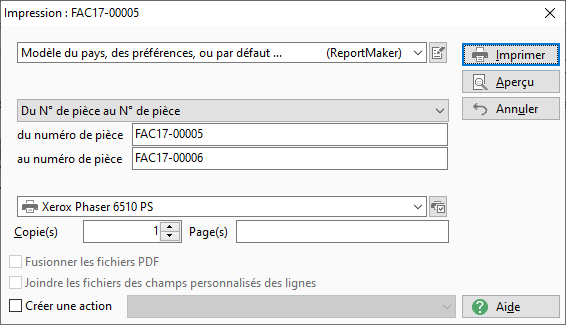 Impression : FAC17-00005
Modèle du pays, des préférences, ou par défaut ... (ReportMaker)
Imprimer
Aperçu
Annuler
Du N° de pièce au N° de pièce
du numéro de pièce FAC17-00005
au numéro de pièce FAC17-00006
Xerox Phaser 6510 PS
Copie(s) 1 Page(s)
Fusionner les fichiers PDF
Joindre les fichiers des champs personnalisés des lignes
Créer une action
Aide